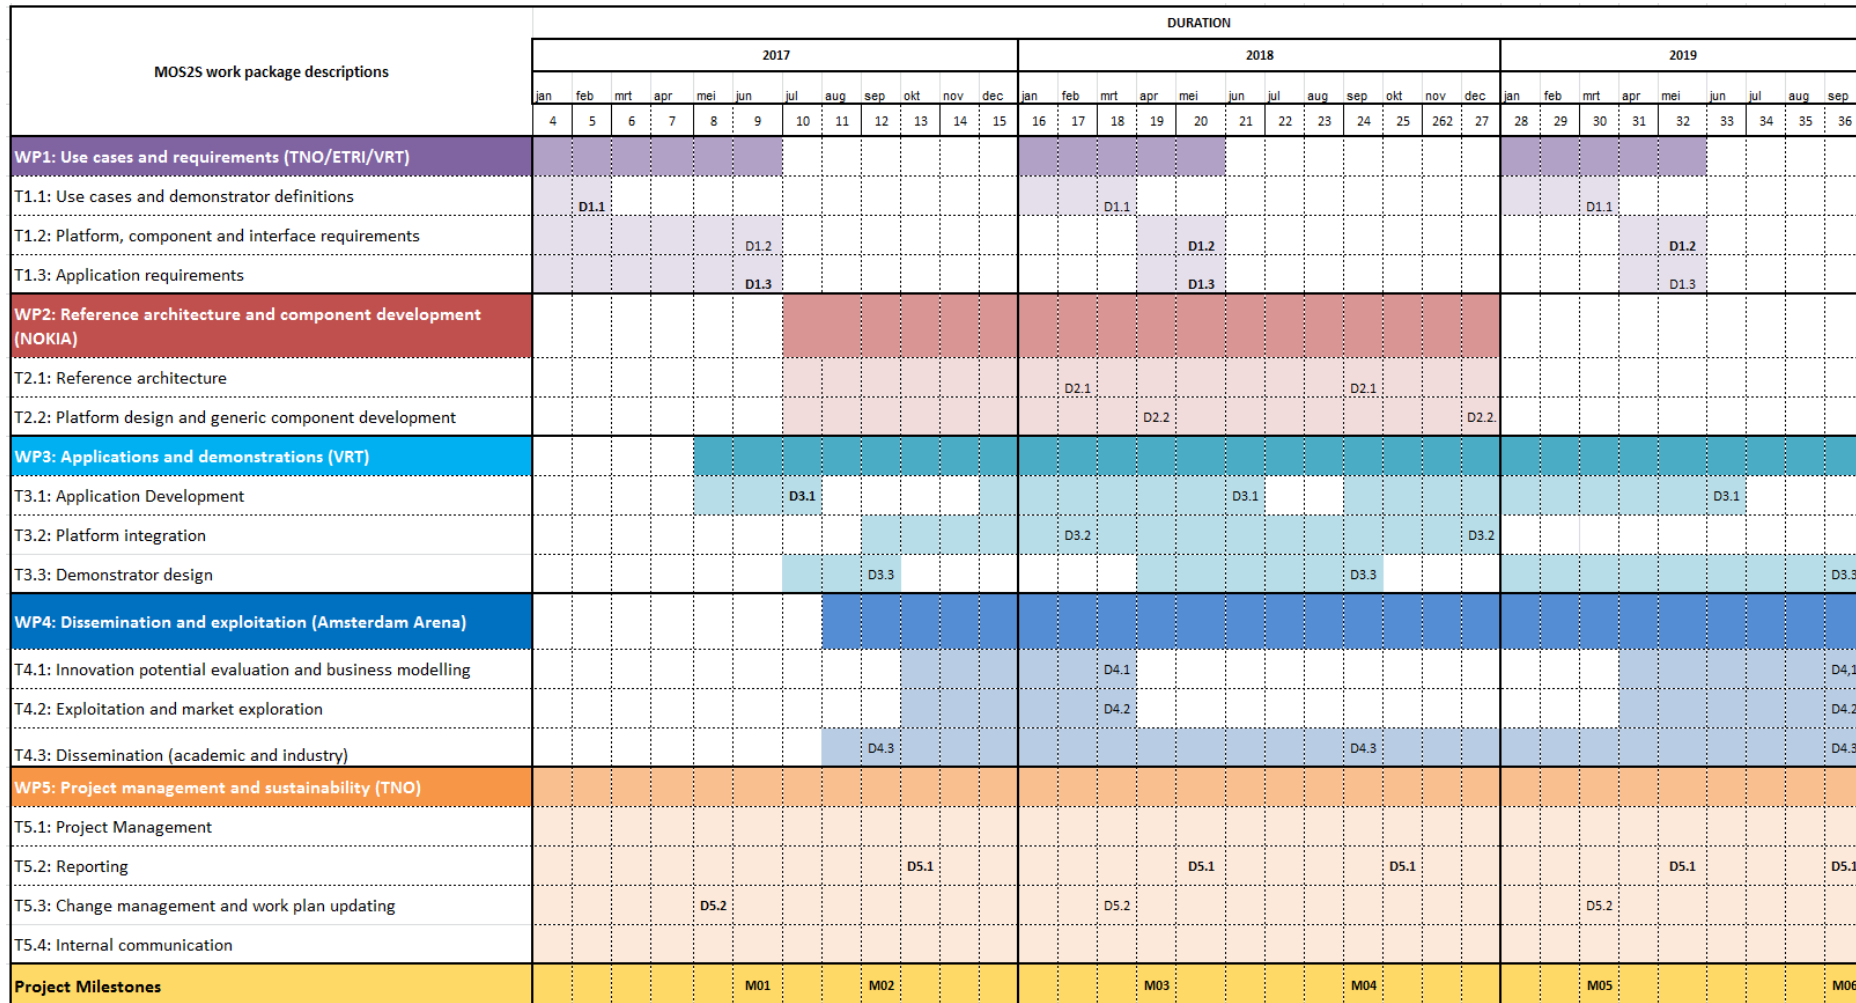 DURATION
MOS2S work package descriptions
2017 2018 2019
jan feb mrt apr mei jun jul aug sep okt nov dec jan feb mrt apr mei jun jul aug sep okt nov dec jan feb mrt apr mei jun jul aug sep
4 5 6 7 8 9 10 11 12 13 14 15 16 17 18 19 20 21 22 23 24 25 262 27 28 29 30 31 32 33 34 35 36
WP1: Use cases and requirements (TNO/ETRI/VRT)
T1.1: Use cases and demonstrator definitions D1.1 D1.1 D1.1
T1.2: Platform, component and interface requirements D1.2 D1.2 D1.2
T1.3: Application requirements D1.3 D1.3 D1.3
WP2: Reference architecture and component development
(NOKIA)
T2.1: Reference architecture D2.1 D2.1
T2.2: Platform design and generic component development D2.2 D2.2.
WP3: Applications and demonstrations (VRT)
T3.1: Application Development D3.1 D3.1 D3.1
T3.2: Platform integration D3.2 D3.2
T3.3: Demonstrator design D3.3 D3.3 D3.3
WP4: Dissemination and exploitation (Amsterdam Arena)
T4.1: Innovation potential evaluation and business modelling D4.1 D4,1
T4.2: Exploitation and market exploration D4.2 D4.2
T4.3: Dissemination (academic and industry) D4.3 D4.3 D4.3
WP5: Project management and sustainability (TNO)
T5.1: Project Management
T5.2: Reporting D5.1 D5.1 D5.1 D5.1 D5.1
T5.3: Change management and work plan updating D5.2 D5.2 D5.2
T5.4: Internal communication
Project Milestones M01 M02 M03 M04 M05 M06